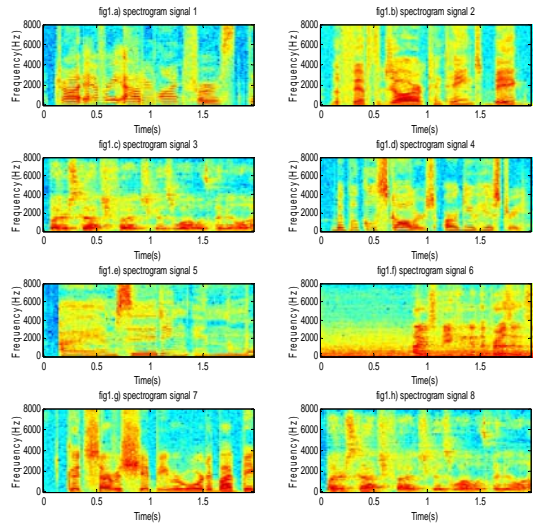 fig1.a) spectrogram signal 1
Frequency(Hz)
8000
6000
4000
2000
0
0 0.5 1 1.5
Time(s)
fig1.b) spectrogram signal 2
Frequency(Hz)
8000
6000
4000
2000
0
0 0.5 1 1.5
Time(s)
fig1.c) spectrogram signal 3
Frequency(Hz)
8000
6000
4000
2000
0
0 0.5 1 1.5
Time(s)
fig1.d) spectrogram signal 4
Frequency(Hz)
8000
6000
4000
2000
0
0 0.5 1 1.5
Time(s)
fig1.e) spectrogram signal 5
Frequency(Hz)
8000
6000
4000
2000
0
0 0.5 1 1.5
Time(s)
fig1.f) spectrogram signal 6
Frequency(Hz)
8000
6000
4000
2000
0
0 0.5 1 1.5
Time(s)
fig1.g) spectrogram signal 7
Frequency(Hz)
8000
6000
4000
2000
0
0 0.5 1 1.5
Time(s)
fig1.h) spectrogram signal 8
Frequency(Hz)
8000
6000
4000
2000
0
0 0.5 1 1.5
Time(s)